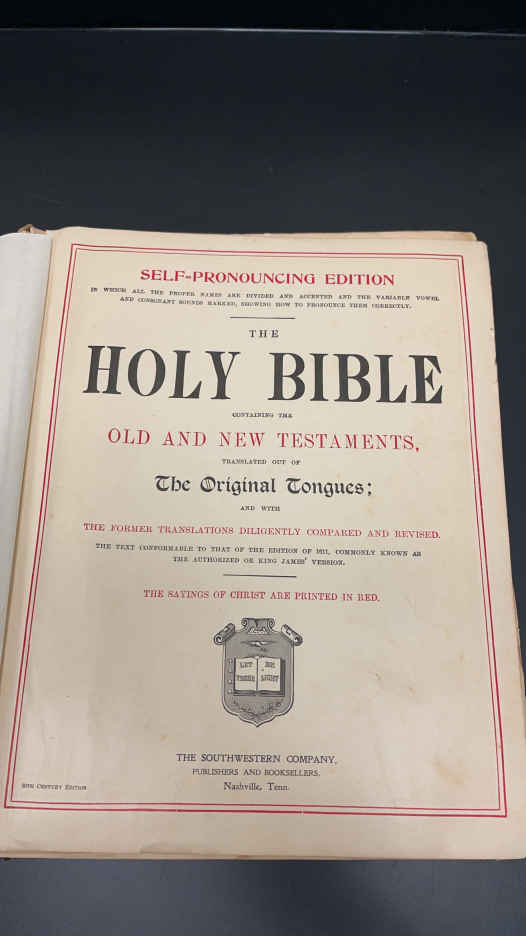 SELF-PRONOUNCING EDITION
IN WHICH ALL THE PROPER NAMES ARE DIVIDED AND ACCENTED AND THE VARIABLE VOWEL
AND CONSONANT SOUNDS MARKED, SHOWING HOW TO PRONOUNCE THEM CORRECTLY.
THE
HOLY BIBLE
CONTAINING THE
OLD AND NEW TESTAMENTS,
TRANSLATED OUT OF
The Original Tongues;
AND WITH
THE FORMER TRANSLATIONS DILIGENTLY COMPARED AND REVISED.
THE TEXT CONFORMABLE TO THAT OF THE EDITION OF 1611, COMMONLY KNOWN AS
THE AUTHORIZED OR KING JAMES' VERSION.
THE SAYINGS OF CHRIST ARE PRINTED IN RED.
LET BE
THERE LIGHT
THE SOUTHWESTERN COMPANY,
PUBLISHERS AND BOOKSELLERS,
Nashville, Tenn.
20TH CENTURY EDITION